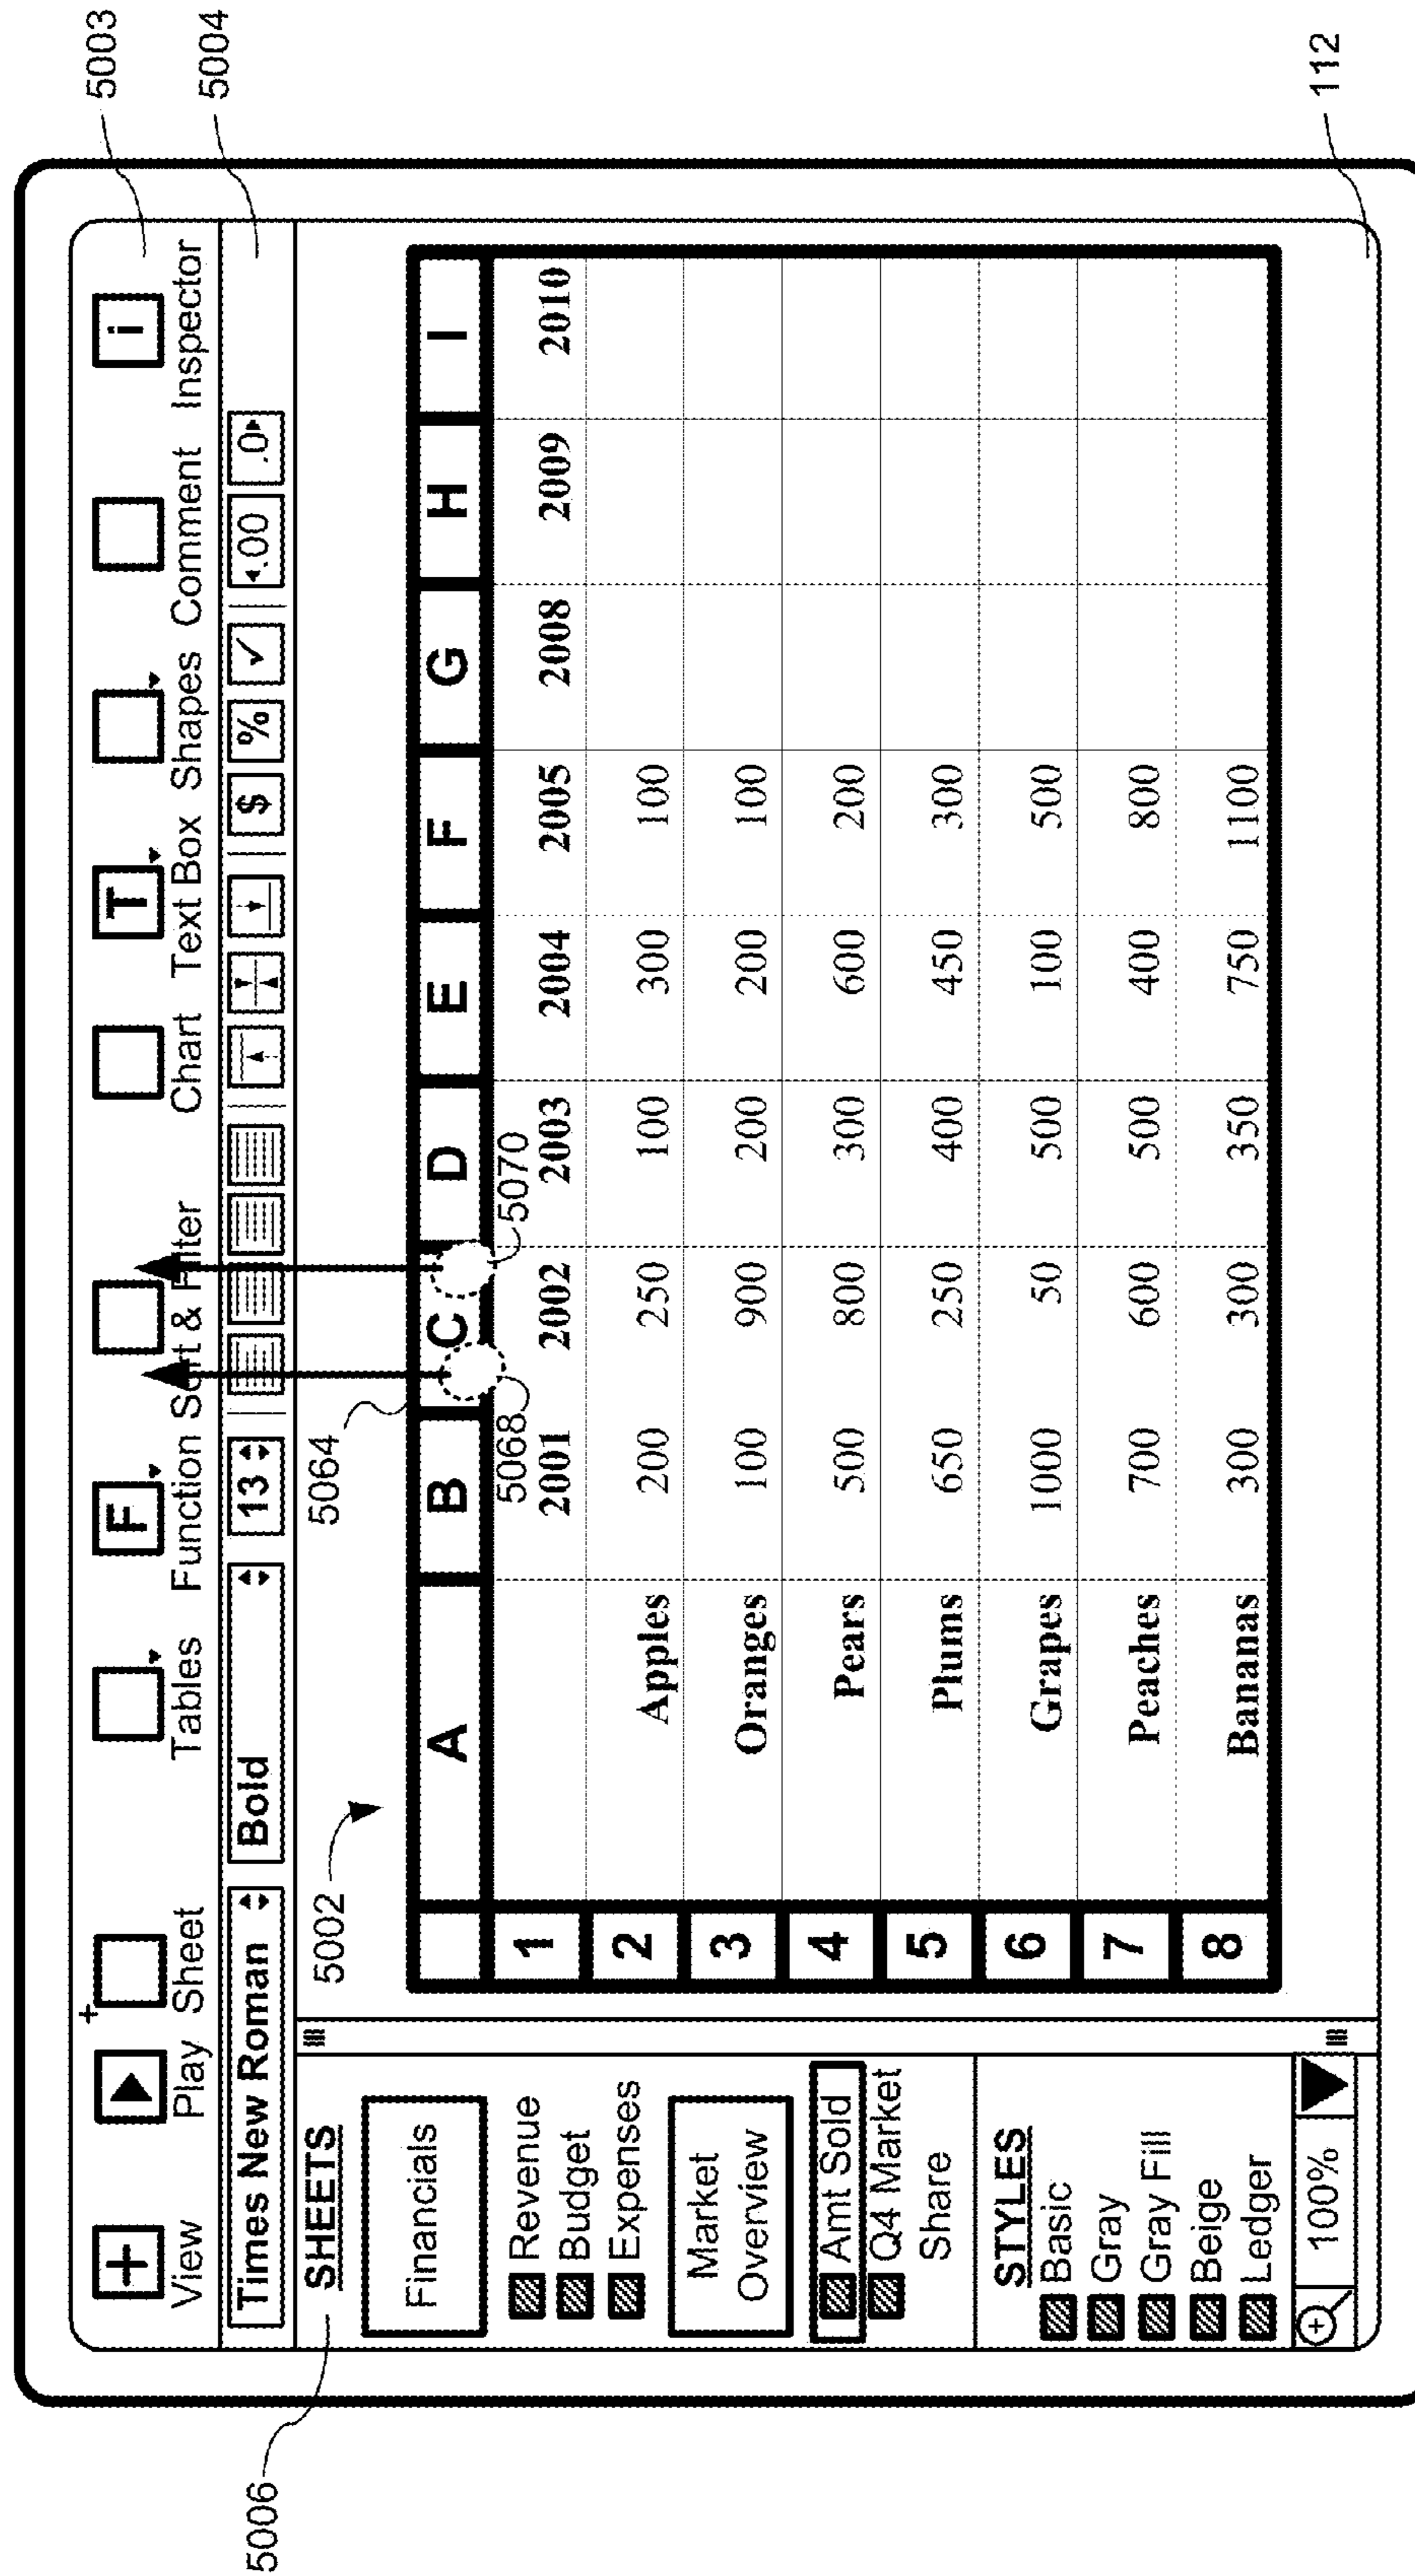 5003
View Play Sheet Tables Function Sort & Filter Chart Text Box Shapes Comment Inspector
+ F T i
5004
Times New Roman Bold 13 $ % ✓ .00 .0
5006
SHEETS
Financials
Revenue
Budget
Expenses
Market
Overview
Amt Sold
Q4 Market
Share
STYLES
Basic
Gray
Gray Fill
Beige
Ledger
100%
5002
5064
A B C D E F G H I
5068 5070
1 2001 2002 2003 2004 2005 2008 2009 2010
2 Apples 200 250 100 300 100
3 Oranges 100 900 200 200 100
4 Pears 500 800 300 600 200
5 Plums 650 250 400 450 300
6 Grapes 1000 50 500 100 500
7 Peaches 700 600 500 400 800
8 Bananas 300 300 350 750 1100
112